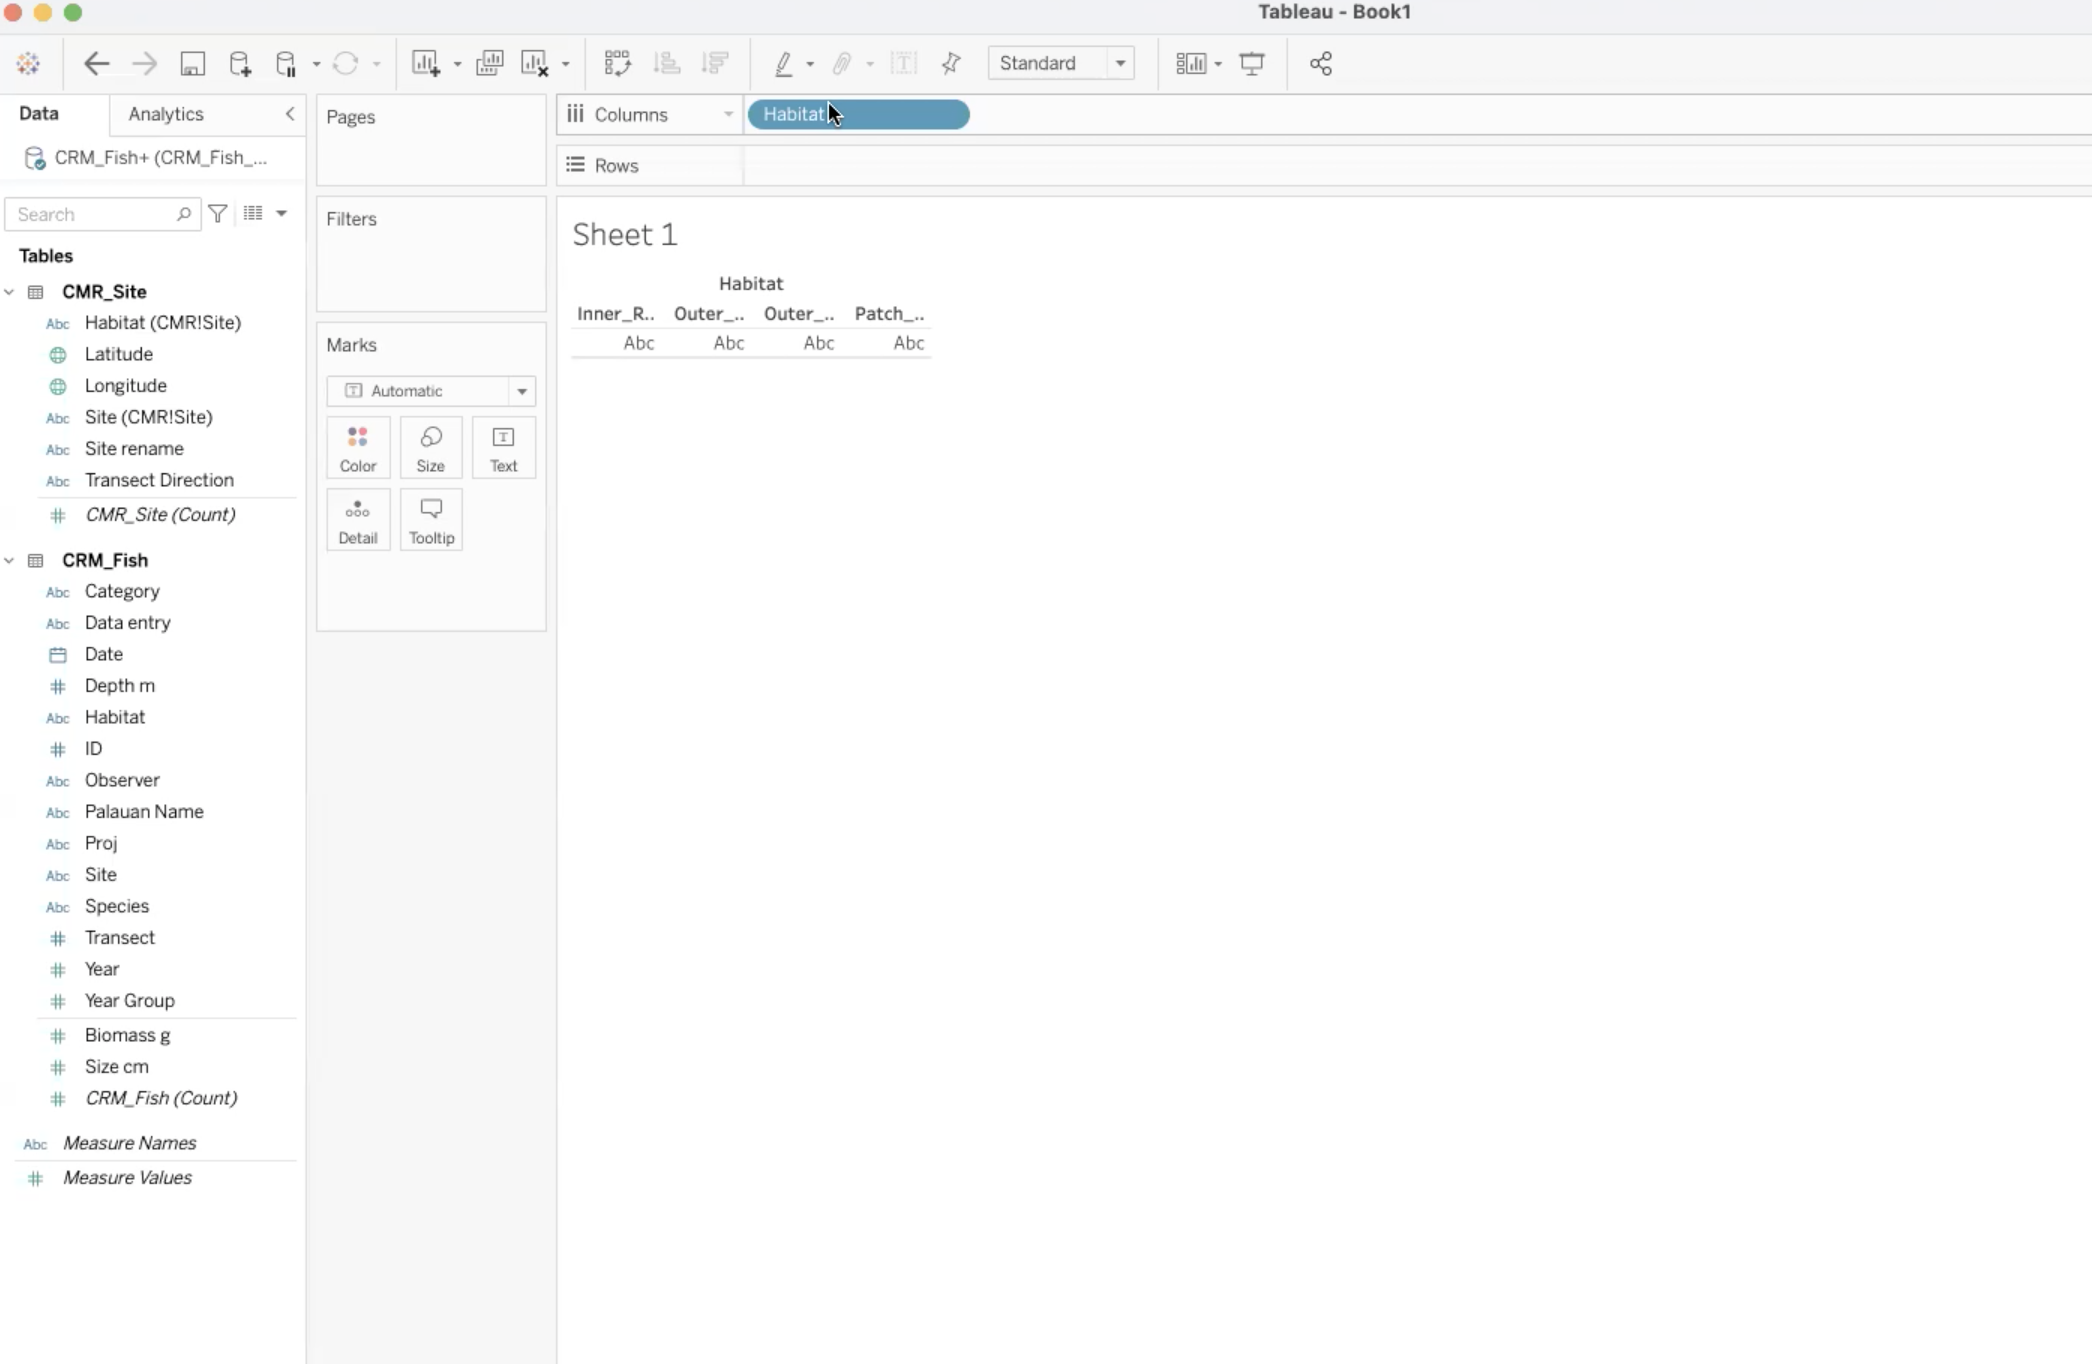 Tableau - Book1
Standard
Data
Analytics
CRM_Fish+ (CRM_Fish_...
Search
Tables
CMR_Site
Abc Habitat (CMR!Site)
Latitude
Longitude
Abc Site (CMR!Site)
Abc Site rename
Abc Transect Direction
# CMR_Site (Count)
CRM_Fish
Abc Category
Abc Data entry
Date
# Depth m
Abc Habitat
# ID
Abc Observer
Abc Palauan Name
Abc Proj
Abc Site
Abc Species
# Transect
# Year
# Year Group
# Biomass g
# Size cm
# CRM_Fish (Count)
Abc Measure Names
# Measure Values
Pages
Filters
Marks
Automatic
Color Size Text
Detail Tooltip
Columns Habitat
Rows
Sheet 1
Habitat
Inner_R.. Outer_.. Outer_.. Patch_..
Abc Abc Abc Abc